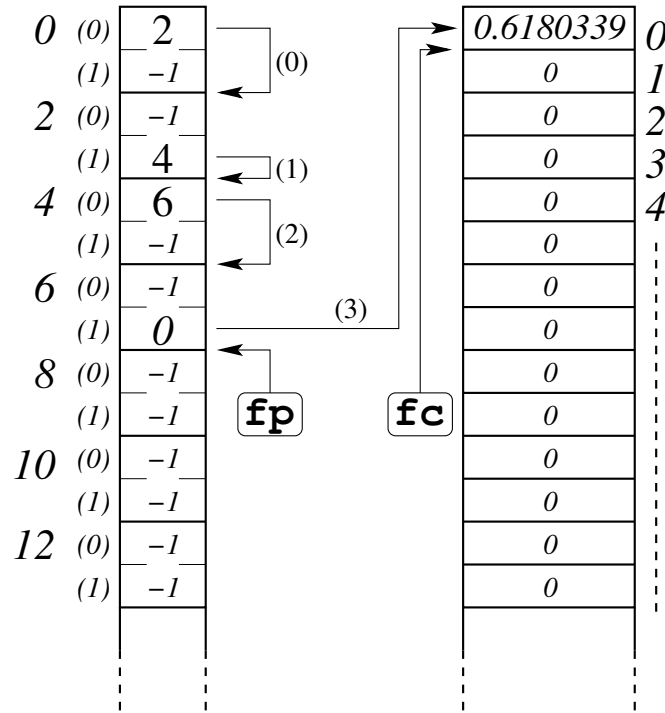 0 (0) 2 0.6180339 0
(1) −1 (0) 0 1
2 (0) −1 0 2
(1) 4 (1) 0 3
4 (0) 6 0 4
(1) −1 (2) 0
6 (0) −1 0
(1) 0 (3) 0
8 (0) −1 0
(1) −1 fp fc 0
10 (0) −1 0
(1) −1 0
12 (0) −1 0
(1) −1 0